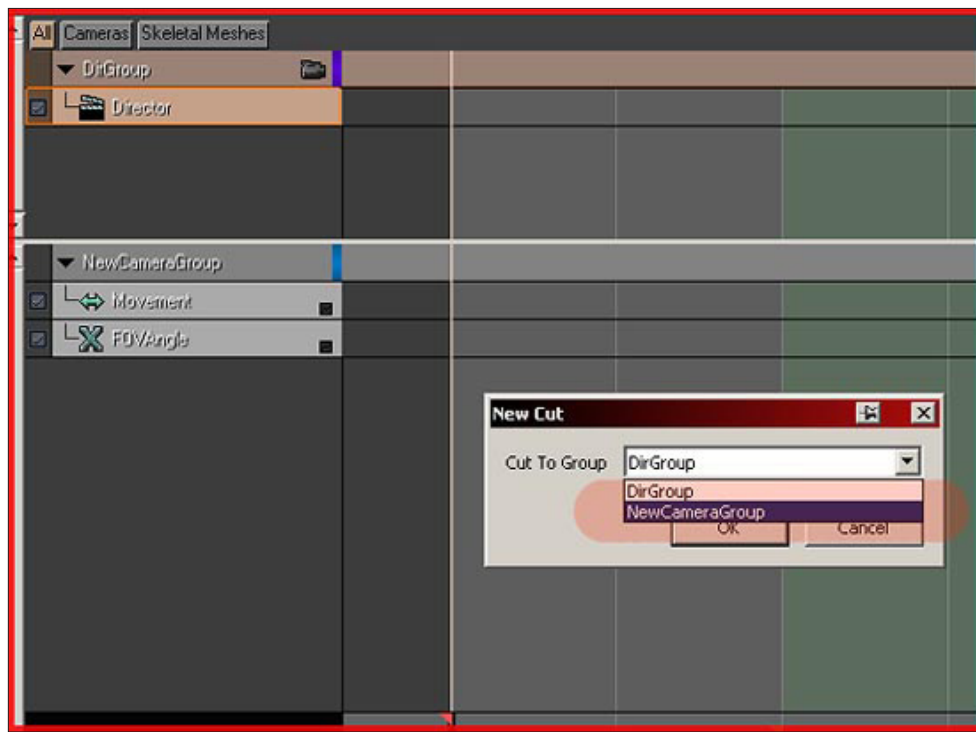 All Cameras Skeletal Meshes
DirGroup
Director
NewCameraGroup
Movement
FOVAngle
New Cut
Cut To Group DirGroup
DirGroup
NewCameraGroup
OK Cancel